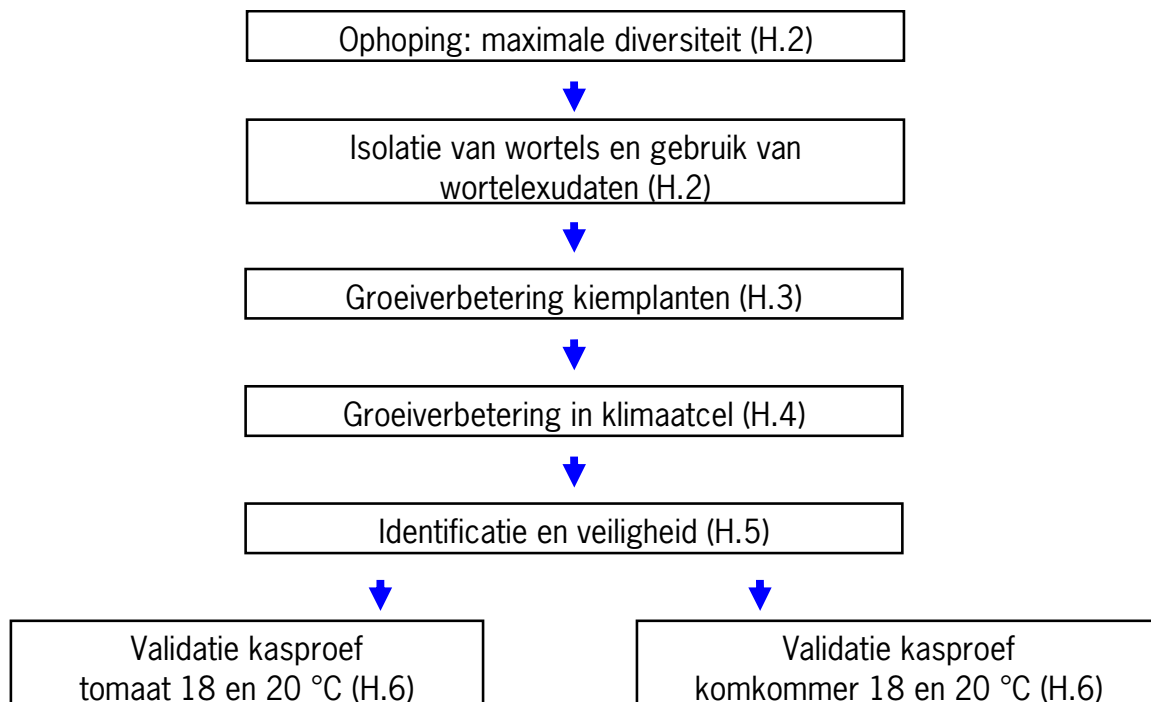 Ophoping: maximale diversiteit (H.2)
Isolatie van wortels en gebruik van
wortelexudaten (H.2)
Groeiverbetering kiemplanten (H.3)
Groeiverbetering in klimaatcel (H.4)
Identificatie en veiligheid (H.5)
Validatie kasproef
tomaat 18 en 20 °C (H.6)
Validatie kasproef
komkommer 18 en 20 °C (H.6)